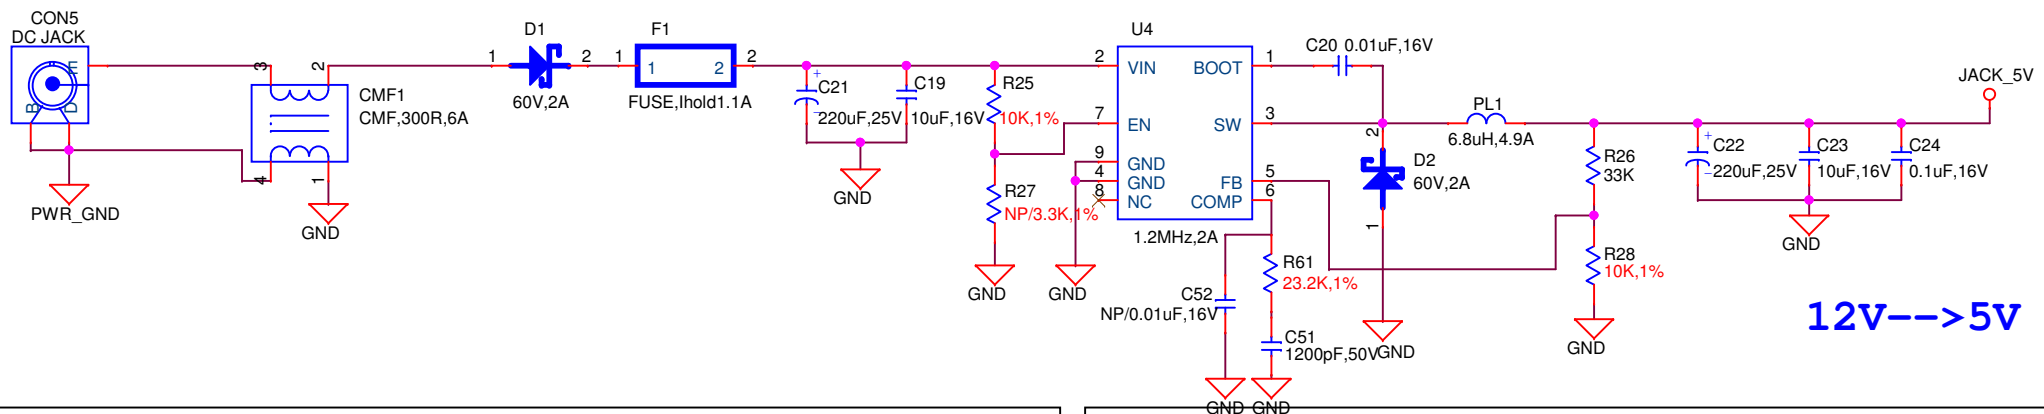 CON5
DC JACK
3
2
CMF1
CMF,300R,6A
4
1
PWR_GND
GND
1
D1
2
60V,2A
1
F1
1
2
2
FUSE,Ihold1.1A
+
C21
220uF,25V
C19
10uF,16V
GND
R25
10K,1%
R27
NP/3.3K,1%
GND
GND
U4
2
VIN
BOOT
1
7
EN
SW
3
9
GND
4
GND
FB
5
8
NC
COMP
6
1.2MHz,2A
C20 0.01uF,16V
C52
NP/0.01uF,16V
GND
R61
23.2K,1%
C51
1200pF,50V
GND
2
D2
60V,2A
1
GND
PL1
6.8uH,4.9A
R26
33K
R28
10K,1%
GND
+
C22
220uF,25V
C23
10uF,16V
C24
0.1uF,16V
GND
JACK_5V
12V-->5V